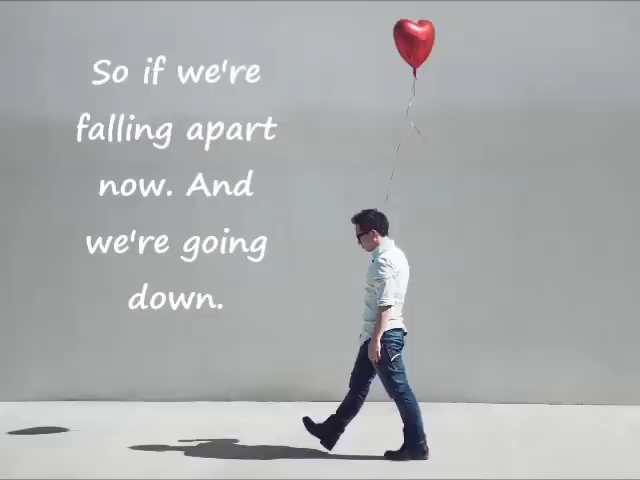 So if we're
falling apart
now. And
we're going
down.